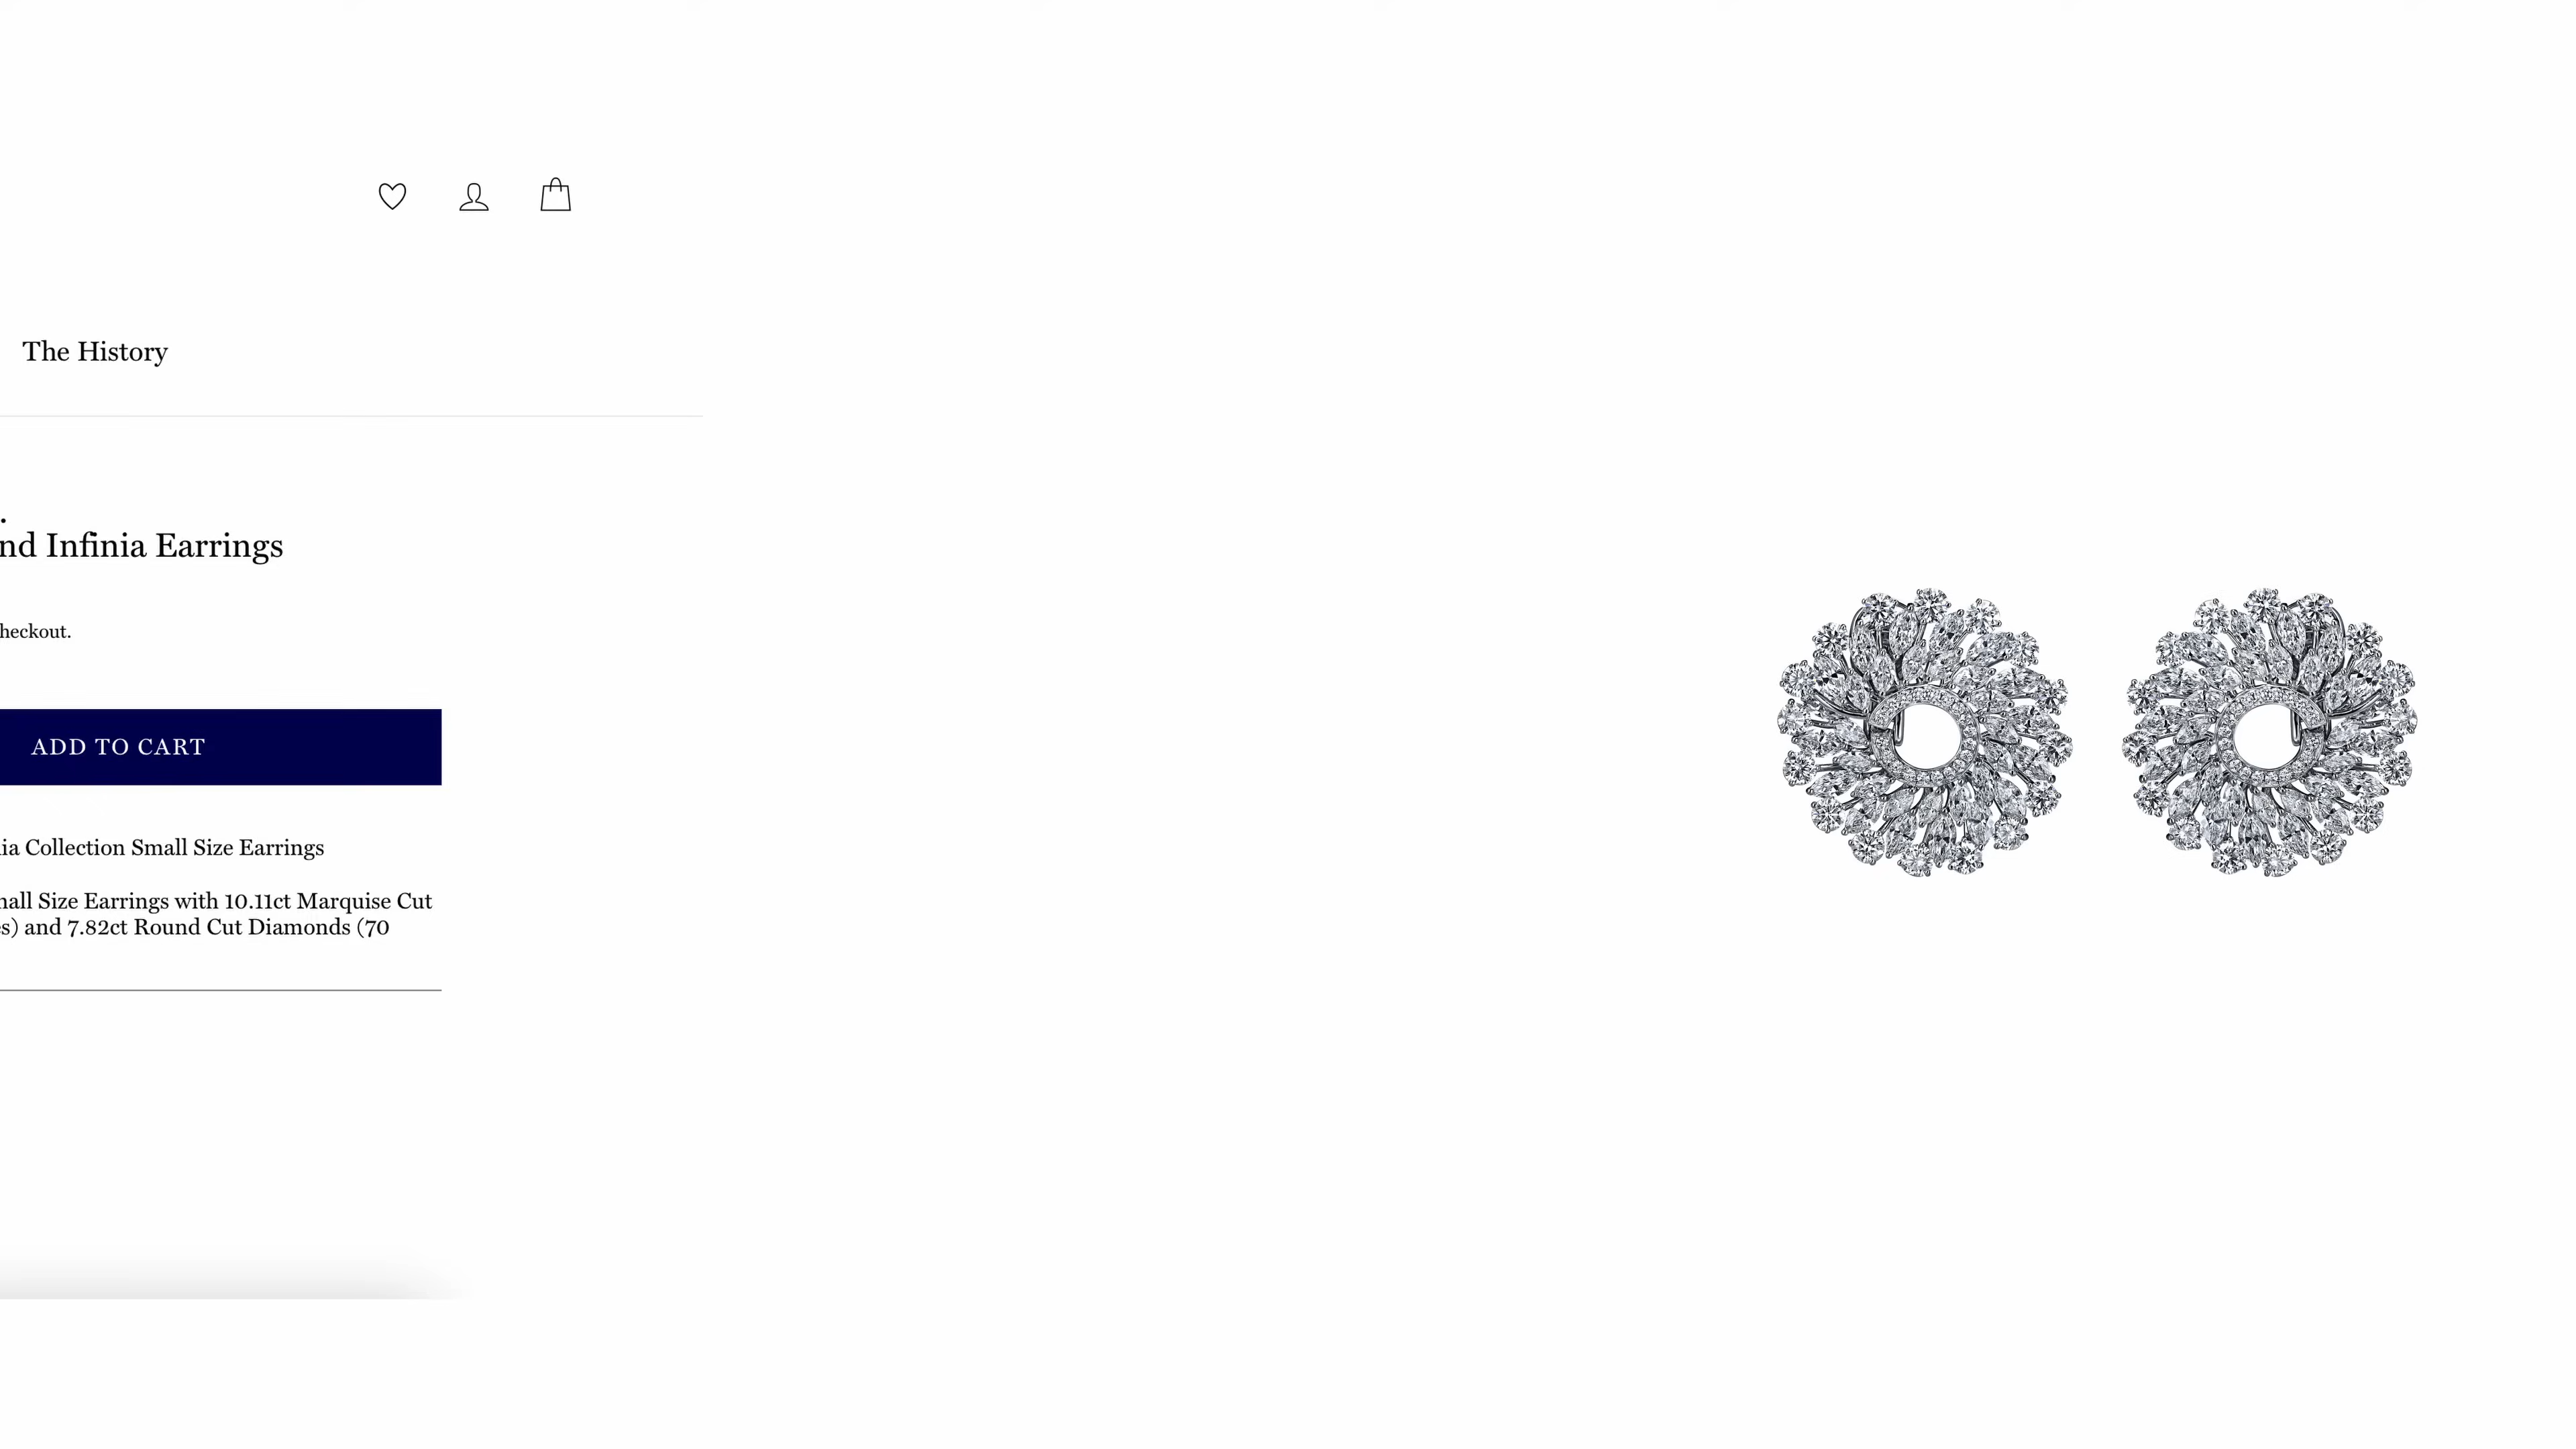 The History
.
nd Infinia Earrings
heckout.
ADD TO CART
ia Collection Small Size Earrings
nall Size Earrings with 10.11ct Marquise Cut
s) and 7.82ct Round Cut Diamonds (70